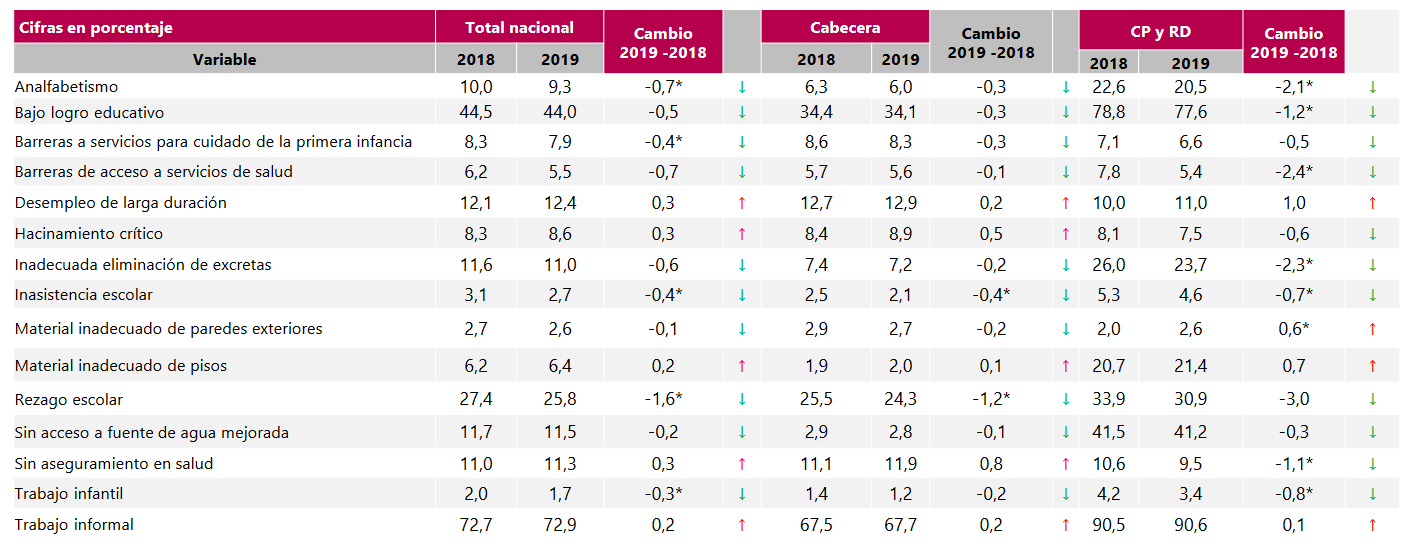 Cifras en porcentaje Total nacional Cambio 2019 -2018 Cabecera Cambio 2019 -2018 CP y RD Cambio 2019 -2018
Variable 2018 2019 2018 2019 2018 2019
Analfabetismo 10,0 9,3 -0,7* ↓ 6,3 6,0 -0,3 ↓ 22,6 20,5 -2,1* ↓
Bajo logro educativo 44,5 44,0 -0,5 ↓ 34,4 34,1 -0,3 ↓ 78,8 77,6 -1,2* ↓
Barreras a servicios para cuidado de la primera infancia 8,3 7,9 -0,4* ↓ 8,6 8,3 -0,3 ↓ 7,1 6,6 -0,5 ↓
Barreras de acceso a servicios de salud 6,2 5,5 -0,7 ↓ 5,7 5,6 -0,1 ↓ 7,8 5,4 -2,4* ↓
Desempleo de larga duración 12,1 12,4 0,3 ↑ 12,7 12,9 0,2 ↑ 10,0 11,0 1,0 ↑
Hacinamiento crítico 8,3 8,6 0,3 ↑ 8,4 8,9 0,5 ↑ 8,1 7,5 -0,6 ↓
Inadecuada eliminación de excretas 11,6 11,0 -0,6 ↓ 7,4 7,2 -0,2 ↓ 26,0 23,7 -2,3* ↓
Inasistencia escolar 3,1 2,7 -0,4* ↓ 2,5 2,1 -0,4* ↓ 5,3 4,6 -0,7* ↓
Material inadecuado de paredes exteriores 2,7 2,6 -0,1 ↓ 2,9 2,7 -0,2 ↓ 2,0 2,6 0,6* ↑
Material inadecuado de pisos 6,2 6,4 0,2 ↑ 1,9 2,0 0,1 ↑ 20,7 21,4 0,7 ↑
Rezago escolar 27,4 25,8 -1,6* ↓ 25,5 24,3 -1,2* ↓ 33,9 30,9 -3,0 ↓
Sin acceso a fuente de agua mejorada 11,7 11,5 -0,2 ↓ 2,9 2,8 -0,1 ↓ 41,5 41,2 -0,3 ↓
Sin aseguramiento en salud 11,0 11,3 0,3 ↑ 11,1 11,9 0,8 ↑ 10,6 9,5 -1,1* ↓
Trabajo infantil 2,0 1,7 -0,3* ↓ 1,4 1,2 -0,2 ↓ 4,2 3,4 -0,8* ↓
Trabajo informal 72,7 72,9 0,2 ↑ 67,5 67,7 0,2 ↑ 90,5 90,6 0,1 ↑